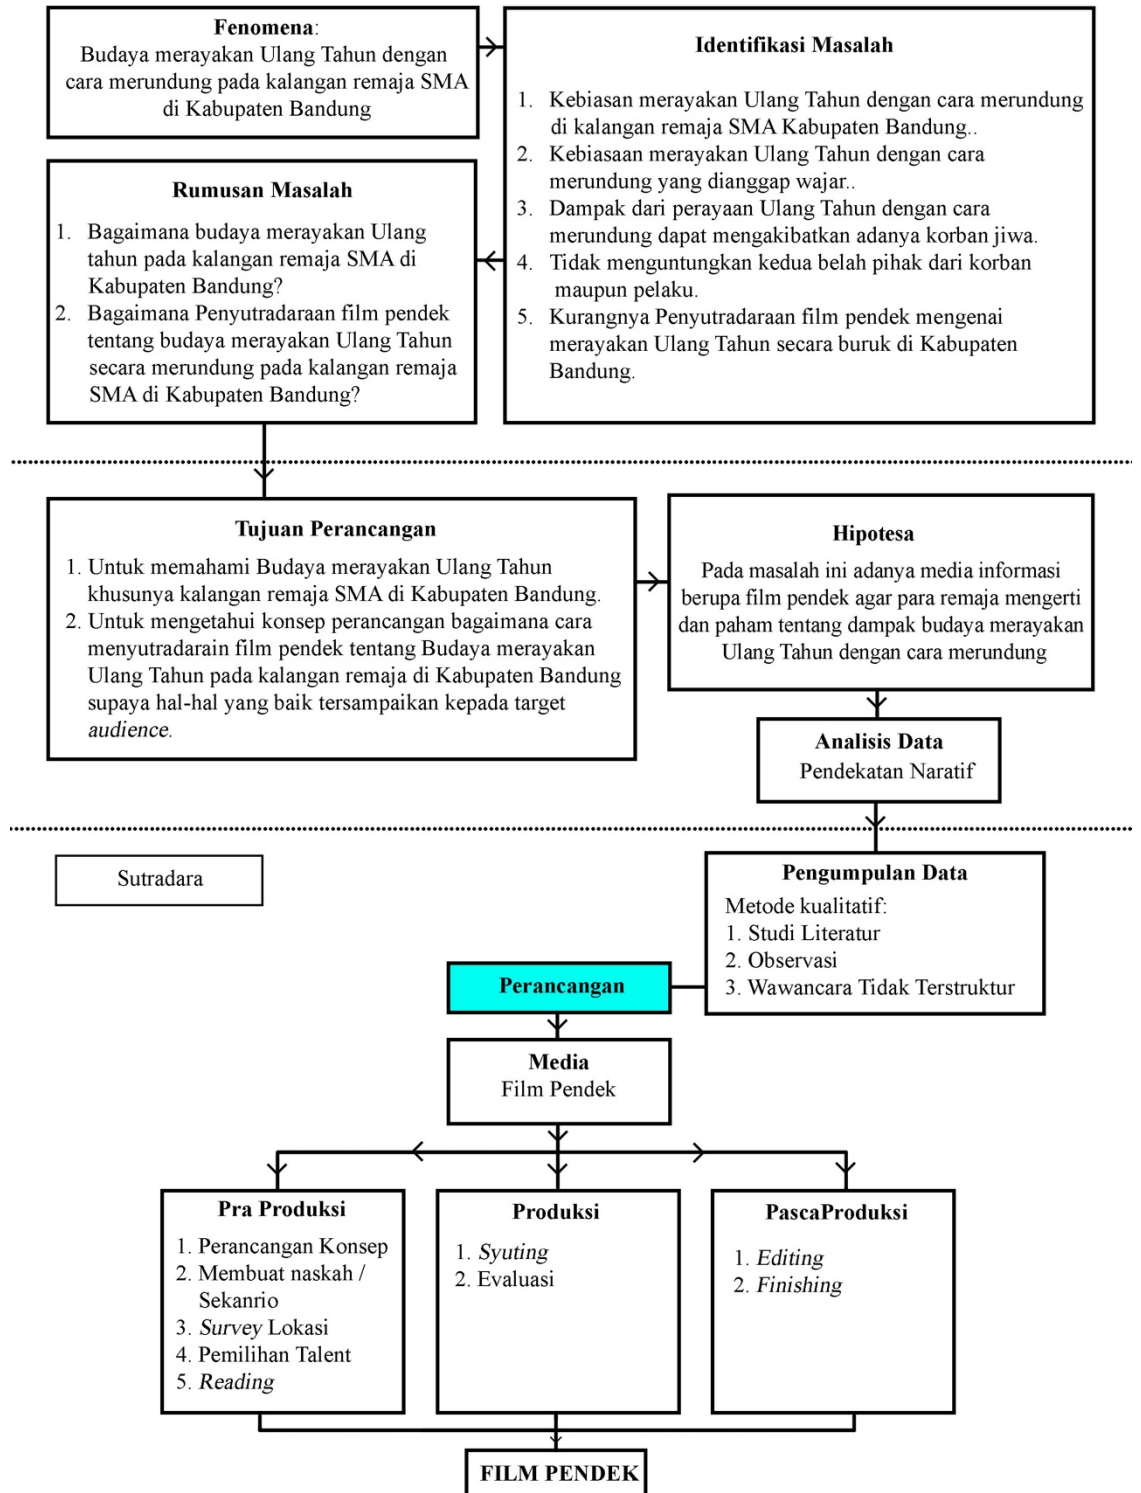 Fenomena:
Budaya merayakan Ulang Tahun dengan
cara merundung pada kalangan remaja SMA
di Kabupaten Bandung
Identifikasi Masalah
1. Kebiasan merayakan Ulang Tahun dengan cara merundung
di kalangan remaja SMA Kabupaten Bandung..
2. Kebiasaan merayakan Ulang Tahun dengan cara
merundung yang dianggap wajar..
3. Dampak dari perayaan Ulang Tahun dengan cara
merundung dapat mengakibatkan adanya korban jiwa.
4. Tidak menguntungkan kedua belah pihak dari korban
maupun pelaku.
5. Kurangnya Penyutradaraan film pendek mengenai
merayakan Ulang Tahun secara buruk di Kabupaten
Bandung.
Rumusan Masalah
1. Bagaimana budaya merayakan Ulang
tahun pada kalangan remaja SMA di
Kabupaten Bandung?
2. Bagaimana Penyutradaraan film pendek
tentang budaya merayakan Ulang Tahun
secara merundung pada kalangan remaja
SMA di Kabupaten Bandung?
Tujuan Perancangan
1. Untuk memahami Budaya merayakan Ulang Tahun
khusunya kalangan remaja SMA di Kabupaten Bandung.
2. Untuk mengetahui konsep perancangan bagaimana cara
menyutradarain film pendek tentang Budaya merayakan
Ulang Tahun pada kalangan remaja di Kabupaten Bandung
supaya hal-hal yang baik tersampaikan kepada target
audience.
Hipotesa
Pada masalah ini adanya media informasi
berupa film pendek agar para remaja mengerti
dan paham tentang dampak budaya merayakan
Ulang Tahun dengan cara merundung
Analisis Data
Pendekatan Naratif
Sutradara
Pengumpulan Data
Metode kualitatif:
1. Studi Literatur
2. Observasi
3. Wawancara Tidak Terstruktur
Perancangan
Media
Film Pendek
Pra Produksi
1. Perancangan Konsep
2. Membuat naskah /
Sekanrio
3. Survey Lokasi
4. Pemilihan Talent
5. Reading
Produksi
1. Syuting
2. Evaluasi
PascaProduksi
1. Editing
2. Finishing
FILM PENDEK